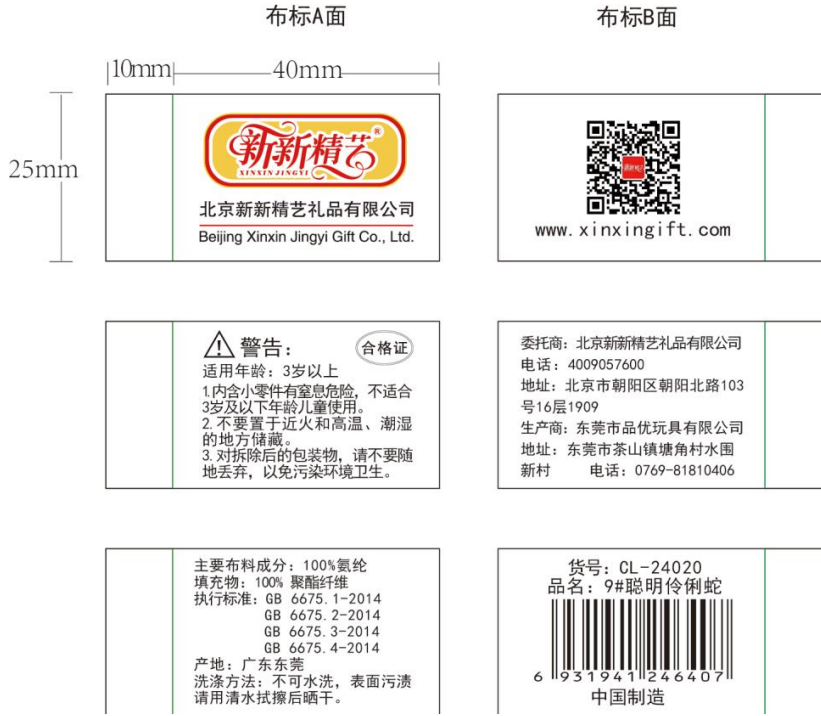 布标A面
布标B面
10mm
40mm
25mm
新新精艺®
XINXINJINGYI
北京新新精艺礼品有限公司
Beijing Xinxin Jingyi Gift Co., Ltd.
新新精艺
www.xinxingift.com
警告：
合格证
适用年龄：3岁以上
1.内含小零件有窒息危险，不适合
3岁及以下年龄儿童使用。
2.不要置于近火和高温、潮湿
的地方储藏。
3.对拆除后的包装物，请不要随
地丢弃，以免污染环境卫生。
委托商：北京新新精艺礼品有限公司
电话：4009057600
地址：北京市朝阳区朝阳北路103
号16层1909
生产商：东莞市品优玩具有限公司
地址：东莞市茶山镇塘角村水围
新村 电话：0769-81810406
主要布料成分：100%氨纶
填充物：100% 聚酯纤维
执行标准：GB 6675.1-2014
GB 6675.2-2014
GB 6675.3-2014
GB 6675.4-2014
产地：广东东莞
洗涤方法：不可水洗，表面污渍
请用清水拭擦后晒干。
货号：CL-24020
品名：9#聪明伶俐蛇
6 931941 246407
中国制造